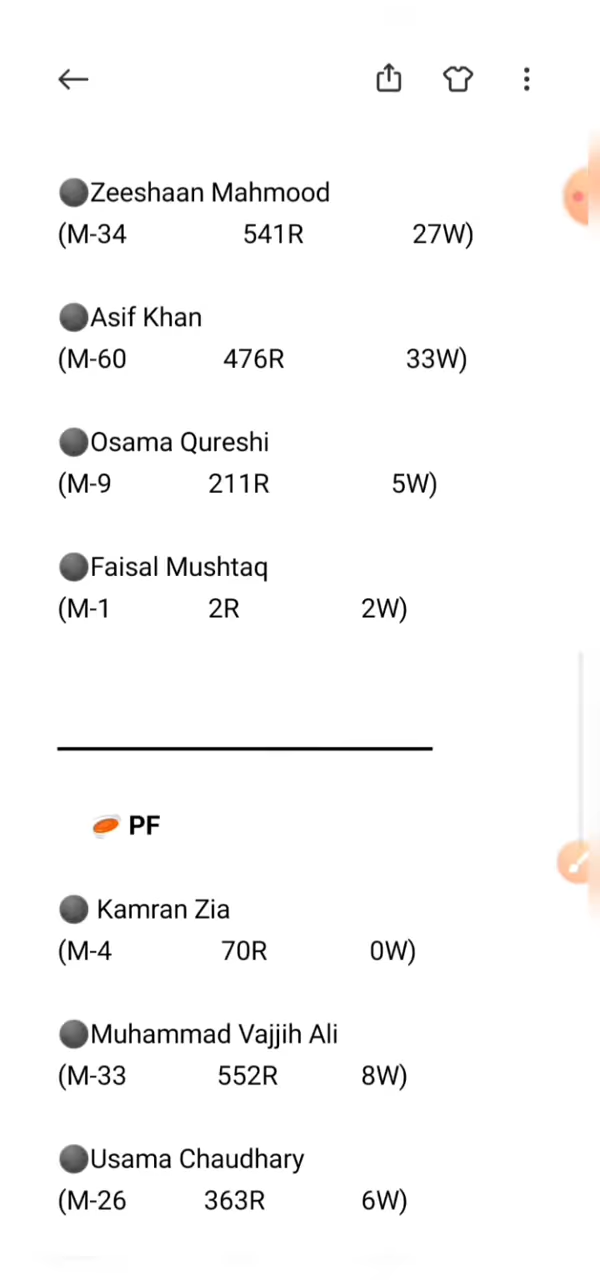 Zeeshaan Mahmood
(M-34 541R 27W)
Asif Khan
(M-60 476R 33W)
Osama Qureshi
(M-9 211R 5W)
Faisal Mushtaq
(M-1 2R 2W)
PF
Kamran Zia
(M-4 70R 0W)
Muhammad Vajjih Ali
(M-33 552R 8W)
Usama Chaudhary
(M-26 363R 6W)